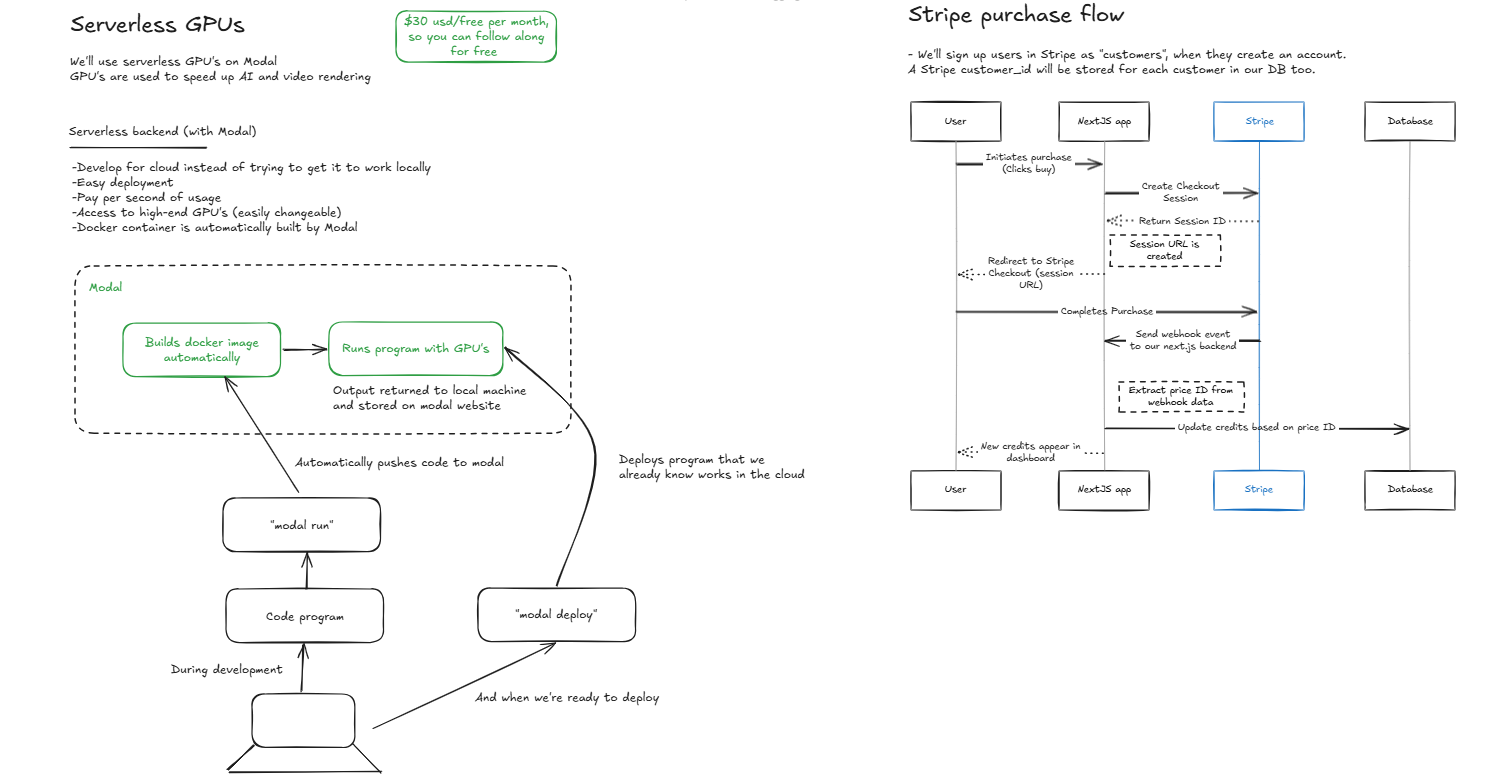 Serverless GPUs
$30 usd/free per month,
so you can follow along
for free
We'll use serverless GPU's on Modal
GPU's are used to speed up AI and video rendering
Serverless backend (with Modal)
-Develop for cloud instead of trying to get it to work locally
-Easy deployment
-Pay per second of usage
-Access to high-end GPU's (easily changeable)
-Docker container is automatically built by Modal
Modal
Builds docker image
automatically
Runs program with GPU's
Output returned to local machine
and stored on modal website
Automatically pushes code to modal
Deploys program that we
already know works in the cloud
"modal run"
Code program
"modal deploy"
During development
And when we're ready to deploy
Stripe purchase flow
- We'll sign up users in Stripe as "customers", when they create an account.
A Stripe customer_id will be stored for each customer in our DB too.
User
NextJS app
Stripe
Database
Initiates purchase
(Clicks buy)
Create Checkout
Session
Return Session ID
Session URL is
created
Redirect to Stripe
Checkout (session
URL)
Completes Purchase
Send webhook event
to our next.js backend
Extract price ID from
webhook data
Update credits based on price ID
New credits appear in
dashboard
User
NextJS app
Stripe
Database